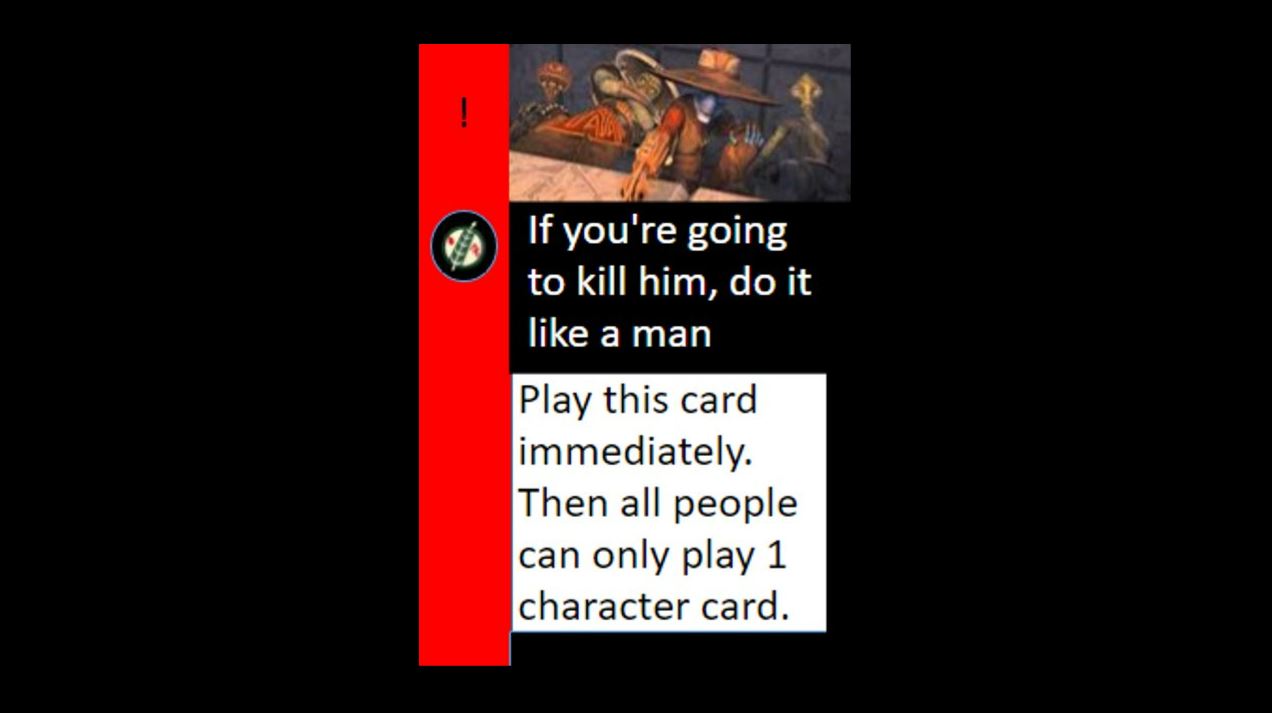 !
If you're going
to kill him, do it
like a man
Play this card
immediately.
Then all people
can only play 1
character card.